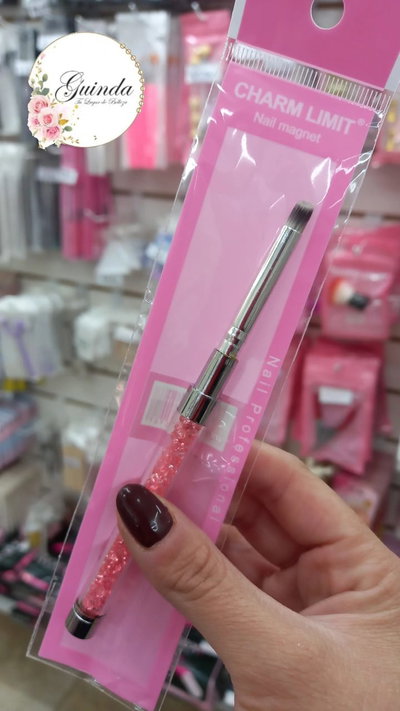 Guinda
Tu Lugar de Belleza
CHARM LIMIT®
Nail magnet
Nail Professional